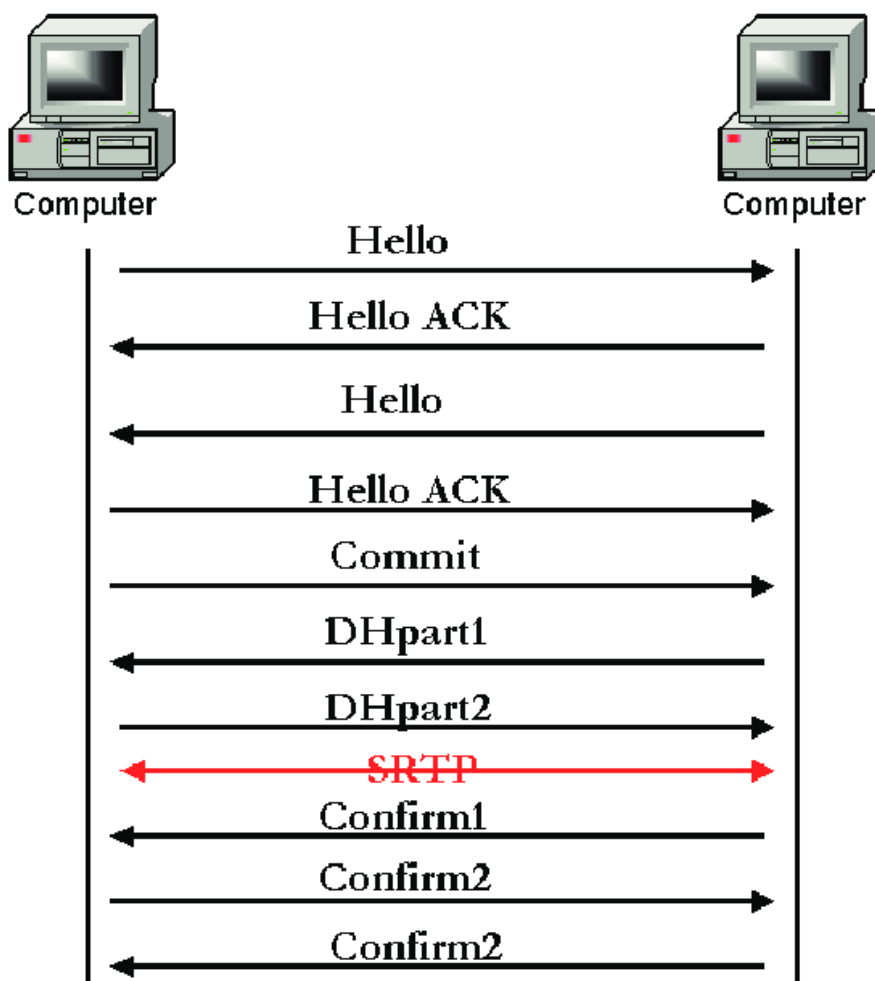 Computer
Computer
Hello
Hello ACK
Hello
Hello ACK
Commit
DHpart1
DHpart2
SRTP
Confirm1
Confirm2
Confirm2